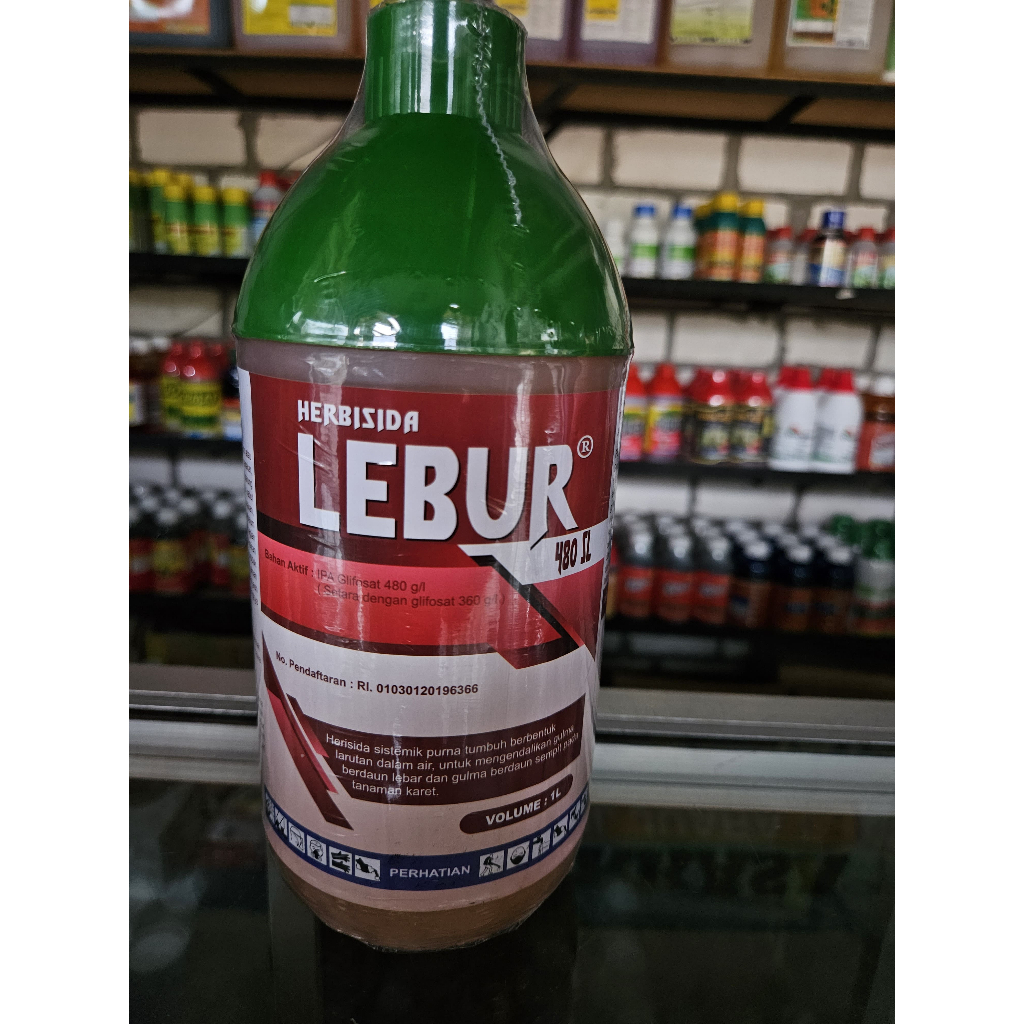 HERBISIDA
LEBUR®
480 SL
Bahan Aktif : IPA Glifosat 480 g/l
( Setara dengan glifosat 360 g/l )
No. Pendaftaran : RI. 01030120196366
Herisida sistemik purna tumbuh berbentuk
larutan dalam air, untuk mengendalikan gulma
berdaun lebar dan gulma berdaun sempit pada
tanaman karet.
VOLUME : 1L
PERHATIAN